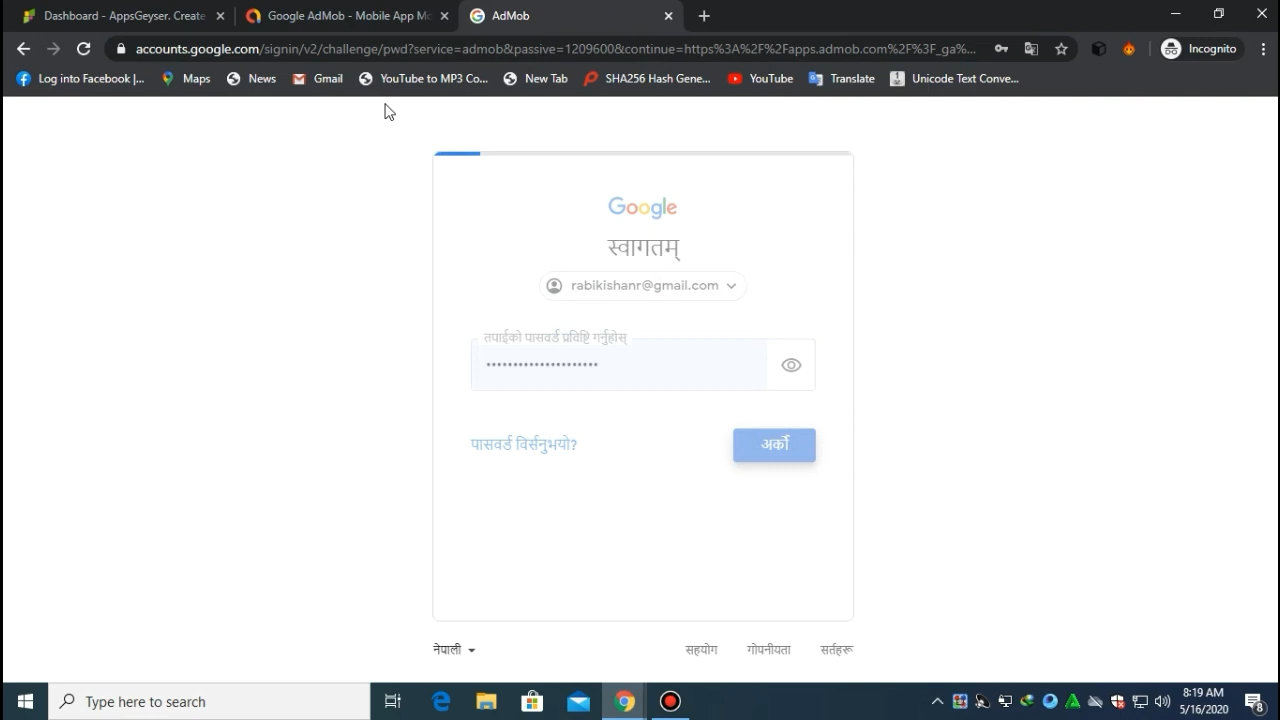 Dashboard - AppsGeyser. Create
Google AdMob - Mobile App Mo
AdMob
accounts.google.com/signin/v2/challenge/pwd?service=admob&passive=1209600&continue=https%3A%2F%2Fapps.admob.com%2F%3F_ga%...
Incognito
Log into Facebook |...
Maps
News
Gmail
YouTube to MP3 Co...
New Tab
SHA256 Hash Gene...
YouTube
Translate
Unicode Text Conve...
Google
स्वागतम्
rabikishanr@gmail.com
तपाईको पासवर्ड प्रविष्टि गर्नुहोस्
पासवर्ड विर्सनुभयो?
अर्को
नेपाली
सहयोग
गोपनीयता
सर्तहरू
Type here to search
8:19 AM
5/16/2020
8